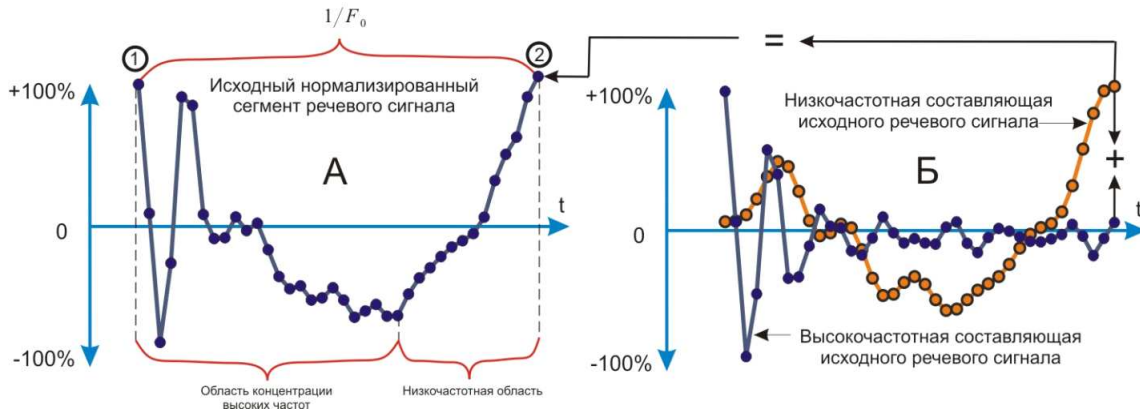 1/F₀
1
2
=
+100%
Исходный нормализированный
сегмент речевого сигнала
А
0
t
-100%
Область концентрации
высоких частот
Низкочастотная область
+100%
Низкочастотная составляющая
исходного речевого сигнала
Б
+
t
0
Высокочастотная составляющая
исходного речевого сигнала
-100%